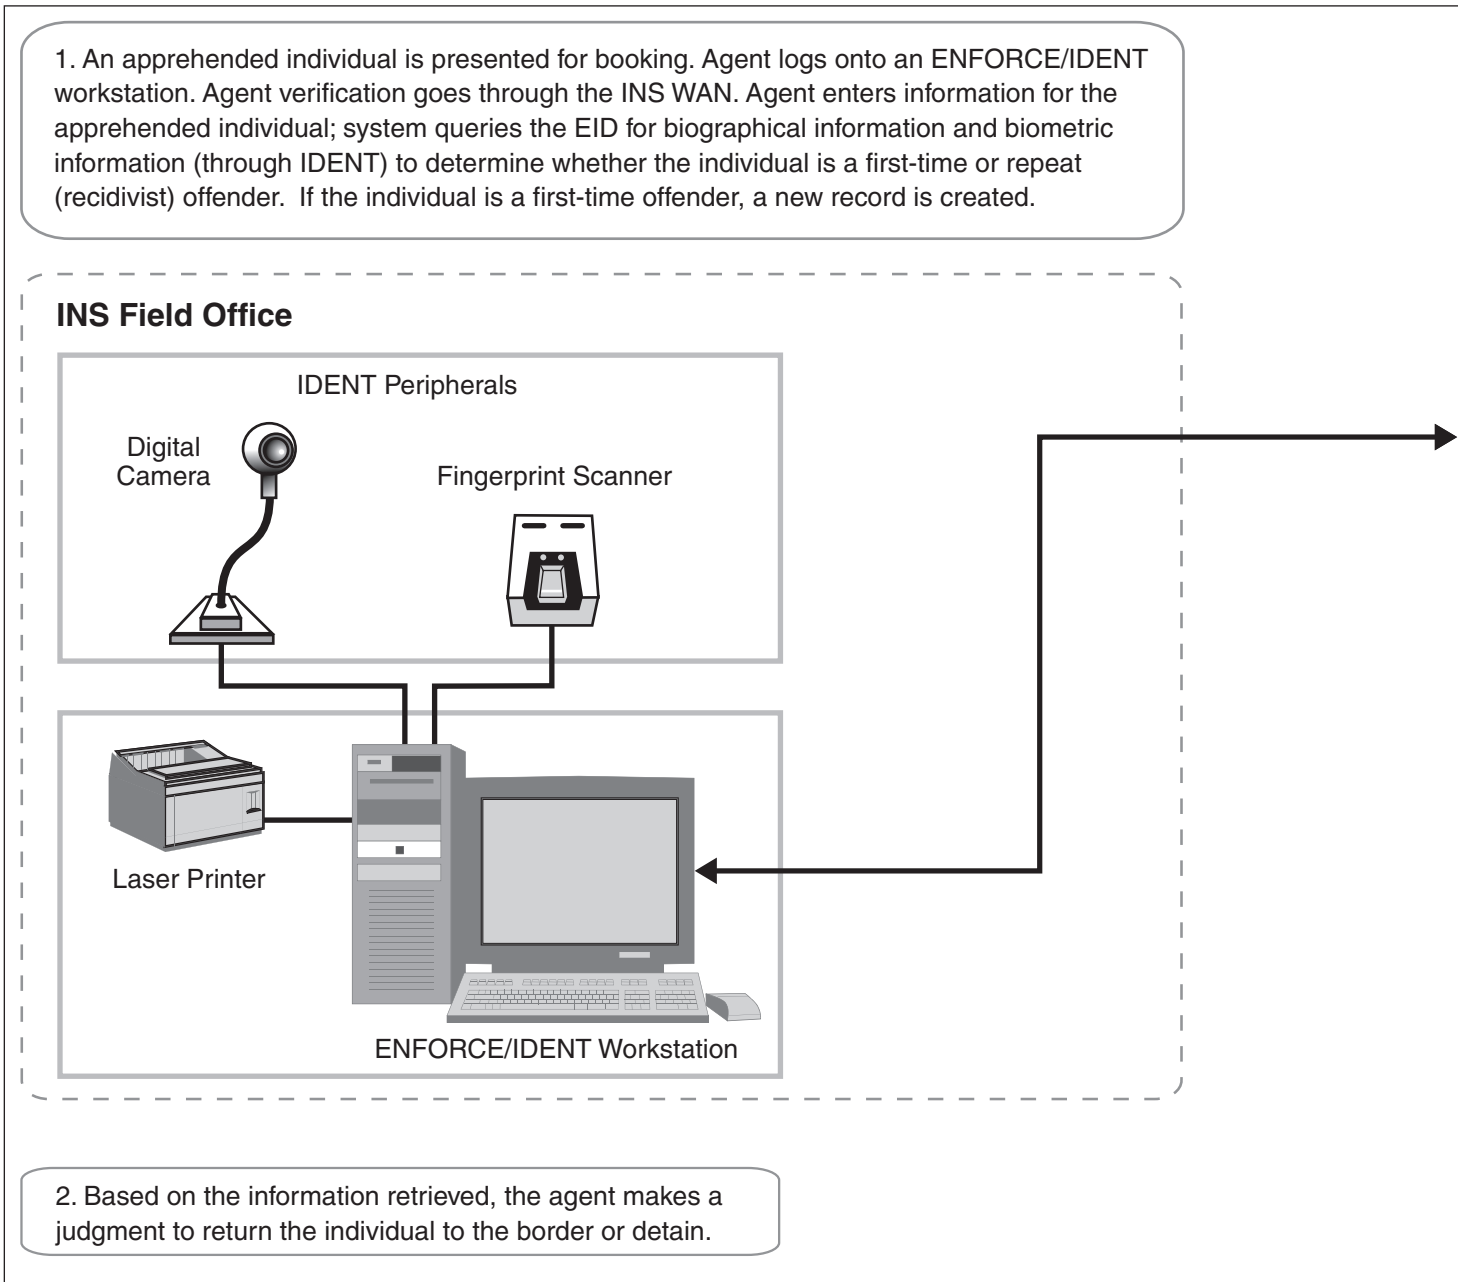 1. An apprehended individual is presented for booking. Agent logs onto an ENFORCE/IDENT
workstation. Agent verification goes through the INS WAN. Agent enters information for the
apprehended individual; system queries the EID for biographical information and biometric
information (through IDENT) to determine whether the individual is a first-time or repeat
(recidivist) offender.  If the individual is a first-time offender, a new record is created.
INS Field Office
IDENT Peripherals
Digital
Camera
Fingerprint Scanner
Laser Printer
ENFORCE/IDENT Workstation
2. Based on the information retrieved, the agent makes a
judgment to return the individual to the border or detain.